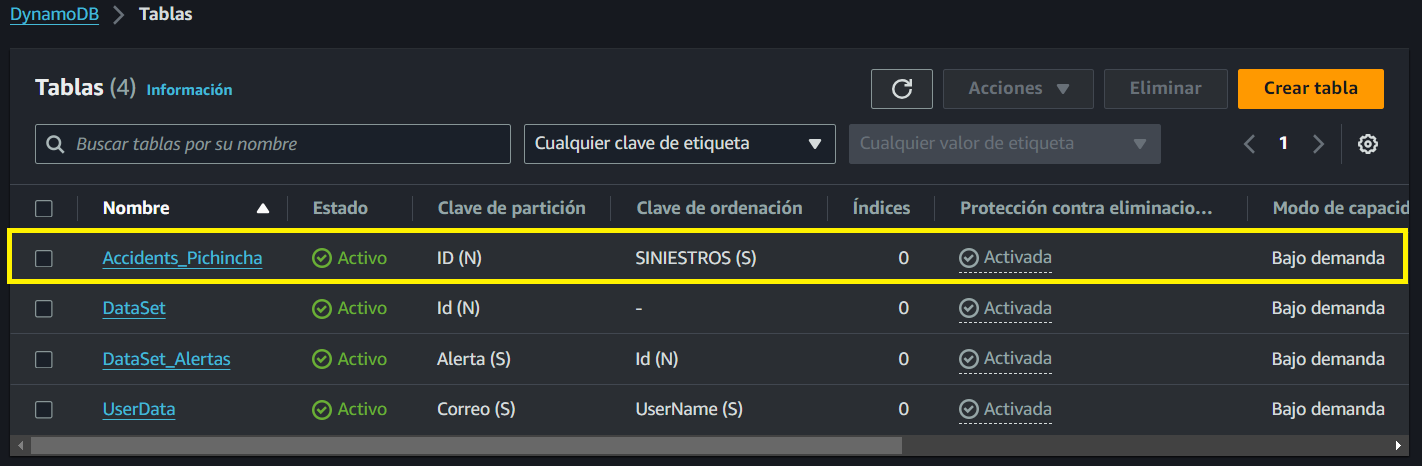 DynamoDB > Tablas
Tablas (4) Información
Acciones Eliminar Crear tabla
Buscar tablas por su nombre Cualquier clave de etiqueta Cualquier valor de etiqueta 1
Nombre Estado Clave de partición Clave de ordenación Índices Protección contra eliminacio... Modo de capacid
Accidents_Pichincha Activo ID (N) SINIESTROS (S) 0 Activada Bajo demanda
DataSet Activo Id (N) - 0 Activada Bajo demanda
DataSet_Alertas Activo Alerta (S) Id (N) 0 Activada Bajo demanda
UserData Activo Correo (S) UserName (S) 0 Activada Bajo demanda